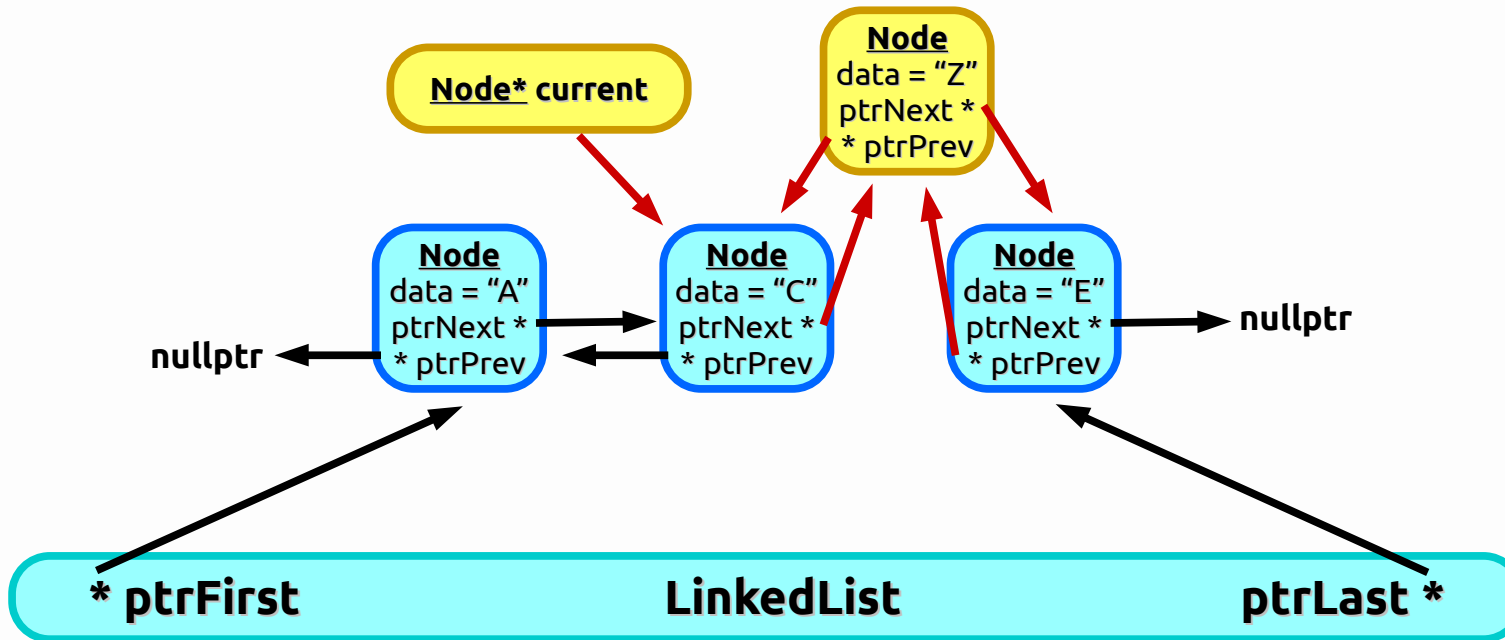 Node
data = “Z”
ptrNext *
* ptrPrev
Node* current
Node
data = “A”
ptrNext *
* ptrPrev
Node
data = “C”
ptrNext *
* ptrPrev
Node
data = “E”
ptrNext *
* ptrPrev
nullptr
nullptr
* ptrFirst
LinkedList
ptrLast *